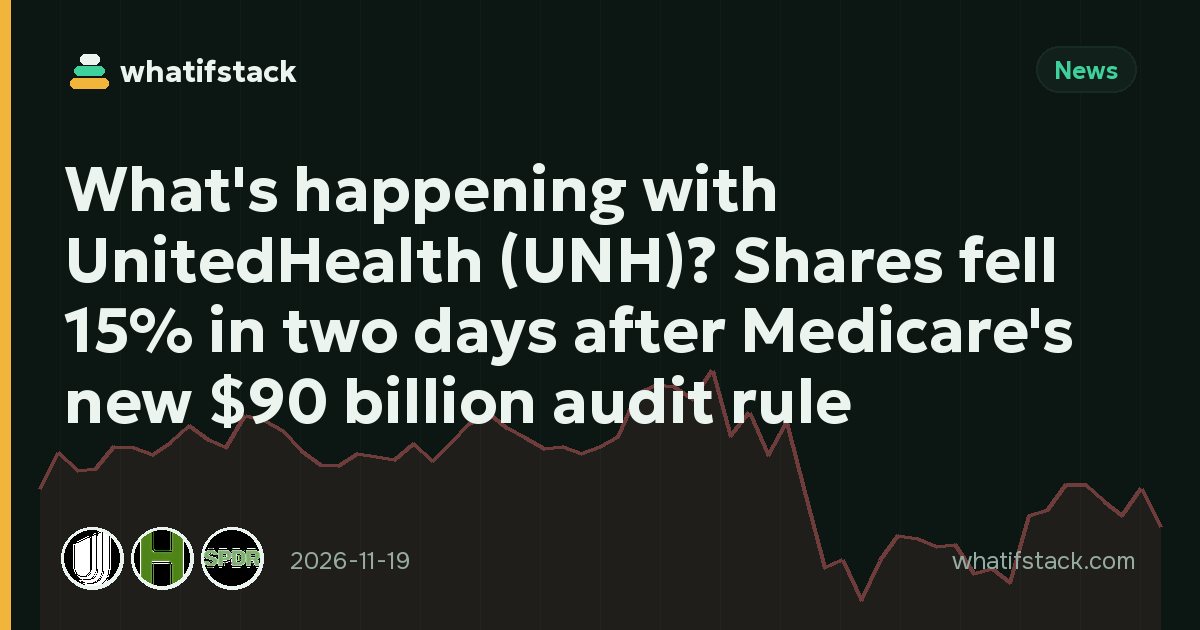 whatifstack
News
What's happening with
UnitedHealth (UNH)? Shares fell
15% in two days after Medicare's
new $90 billion audit rule
H
SPDR
2026-11-19
whatifstack.com